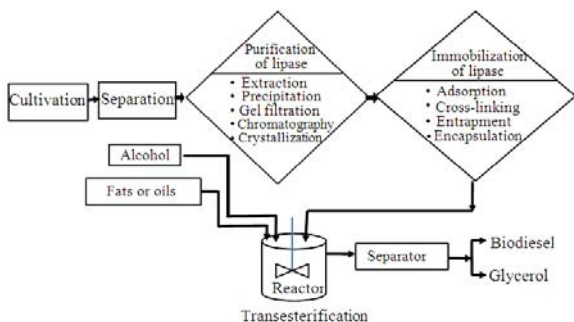 Cultivation
Separation
Purification
of lipase
• Extraction
• Precipitation
• Gel filtration
• Chromatography
• Crystallization
Immobilization
of lipase
• Adsorption
• Cross-linking
• Entrapment
• Encapsulation
Alcohol
Fats or oils
Reactor
Transesterification
Separator
Biodiesel
Glycerol